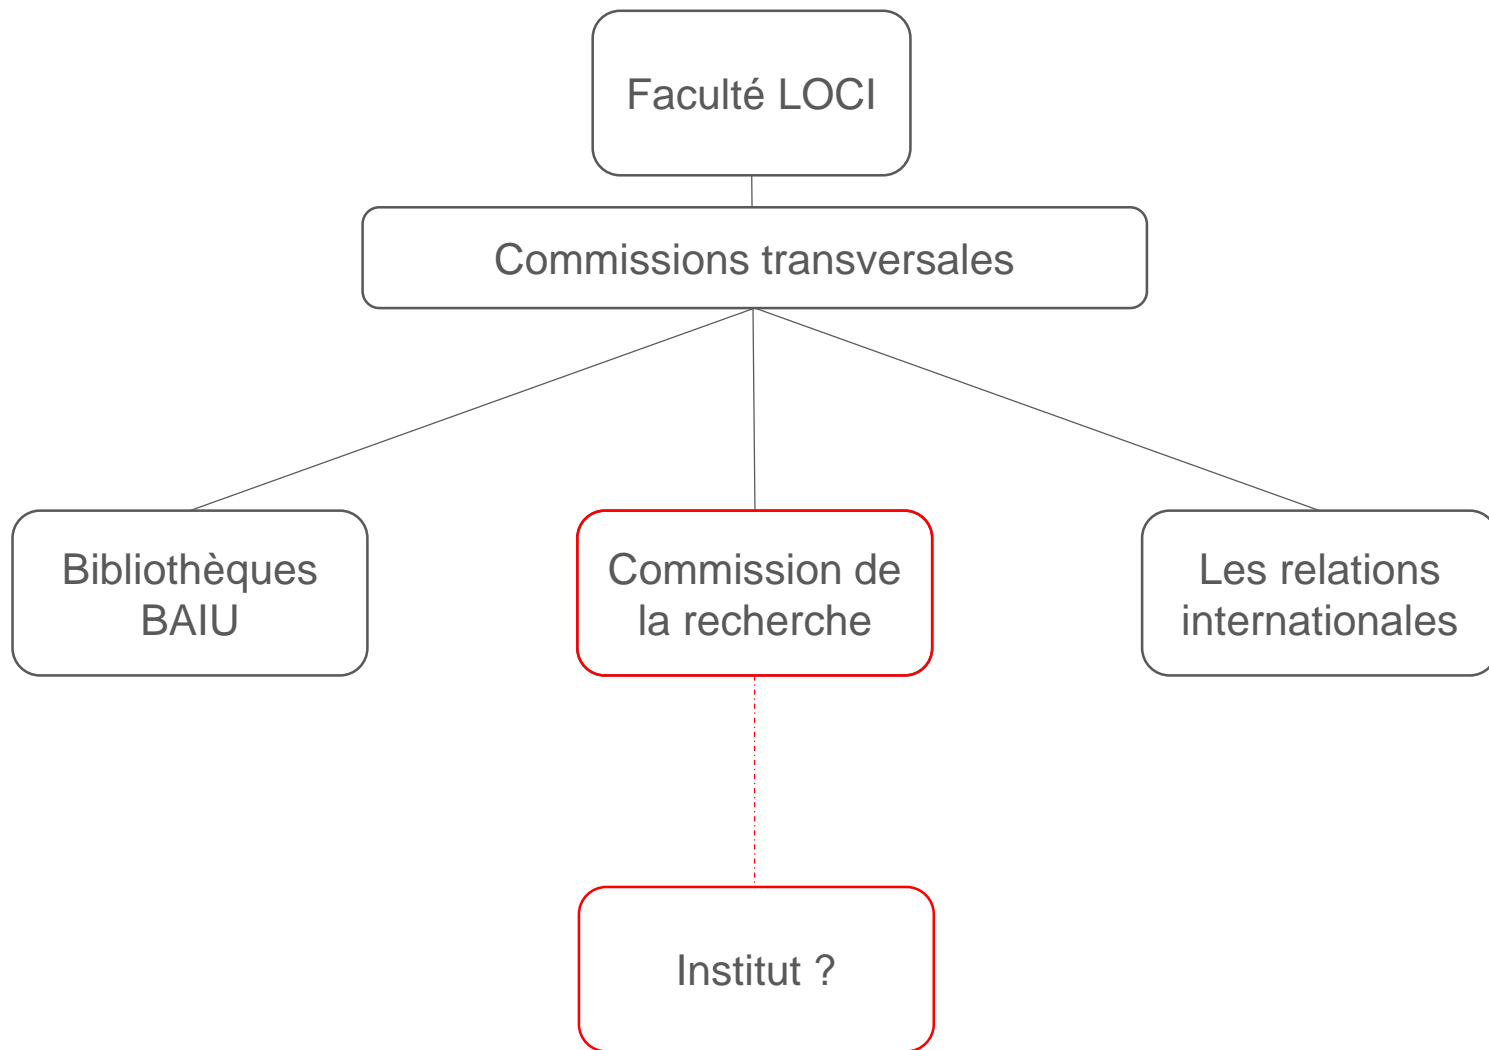 Faculté LOCI
Commissions transversales
Bibliothèques
BAIU
Commission de
la recherche
Les relations
internationales
Institut ?